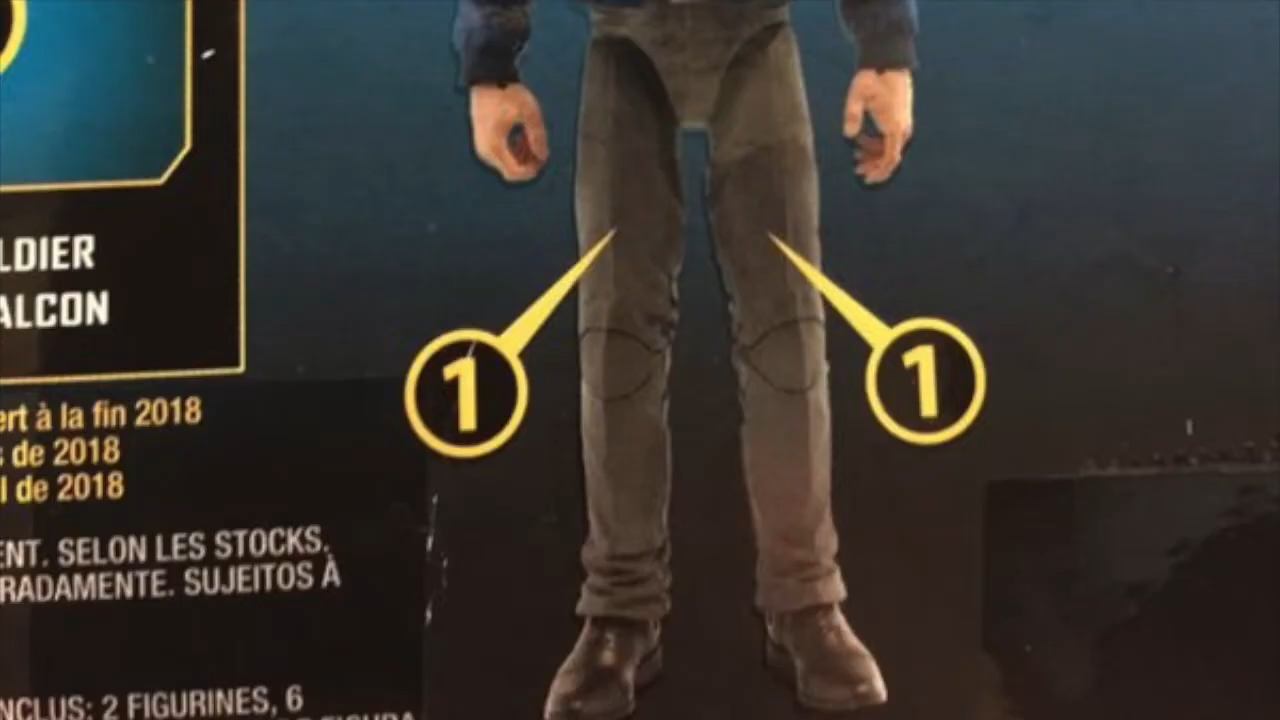 LDIER
ALCON
1
1
ert à la fin 2018
de 2018
l de 2018
ENT. SELON LES STOCKS.
RADAMENTE. SUJEITOS À
NCLUS: 2 FIGURINES, 6